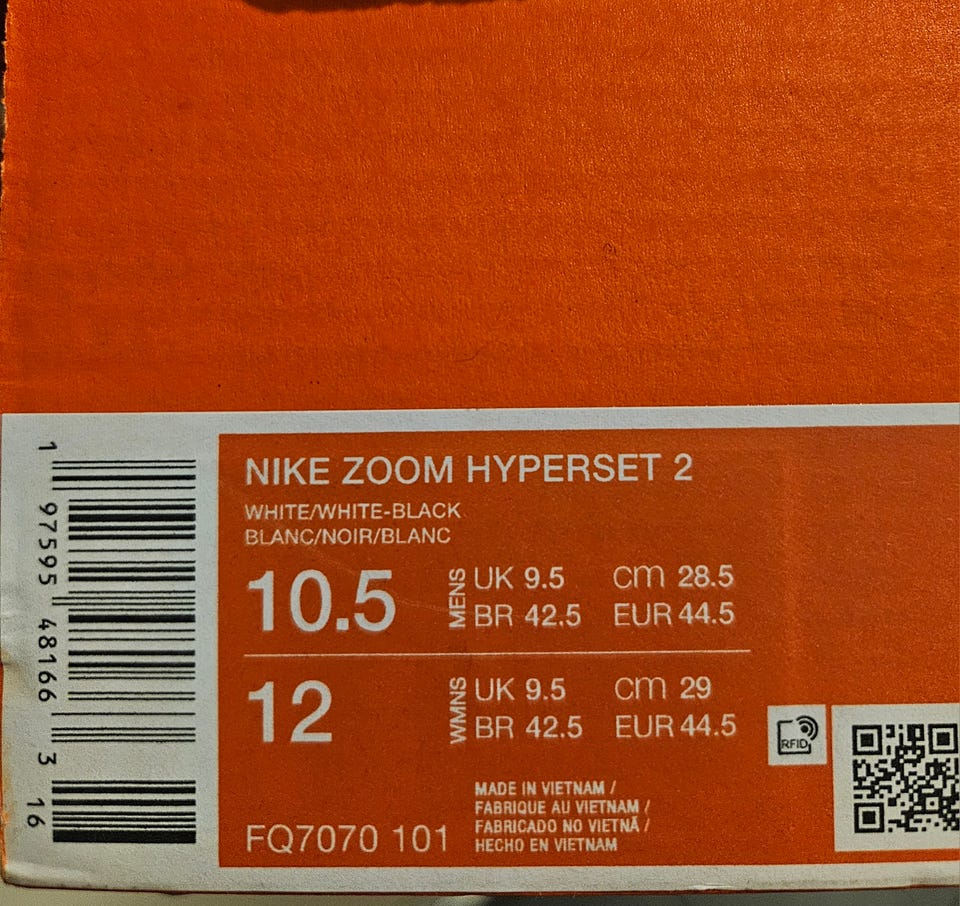 NIKE ZOOM HYPERSET 2
WHITE/WHITE-BLACK
BLANC/NOIR/BLANC
10.5 MENS UK 9.5 cm 28.5
BR 42.5 EUR 44.5
12 WMNS UK 9.5 cm 29
BR 42.5 EUR 44.5
MADE IN VIETNAM /
FABRIQUE AU VIETNAM /
FABRICADO NO VIETNÃ /
HECHO EN VIETNAM
FQ7070 101
RFID
1 97595 48166 3 16